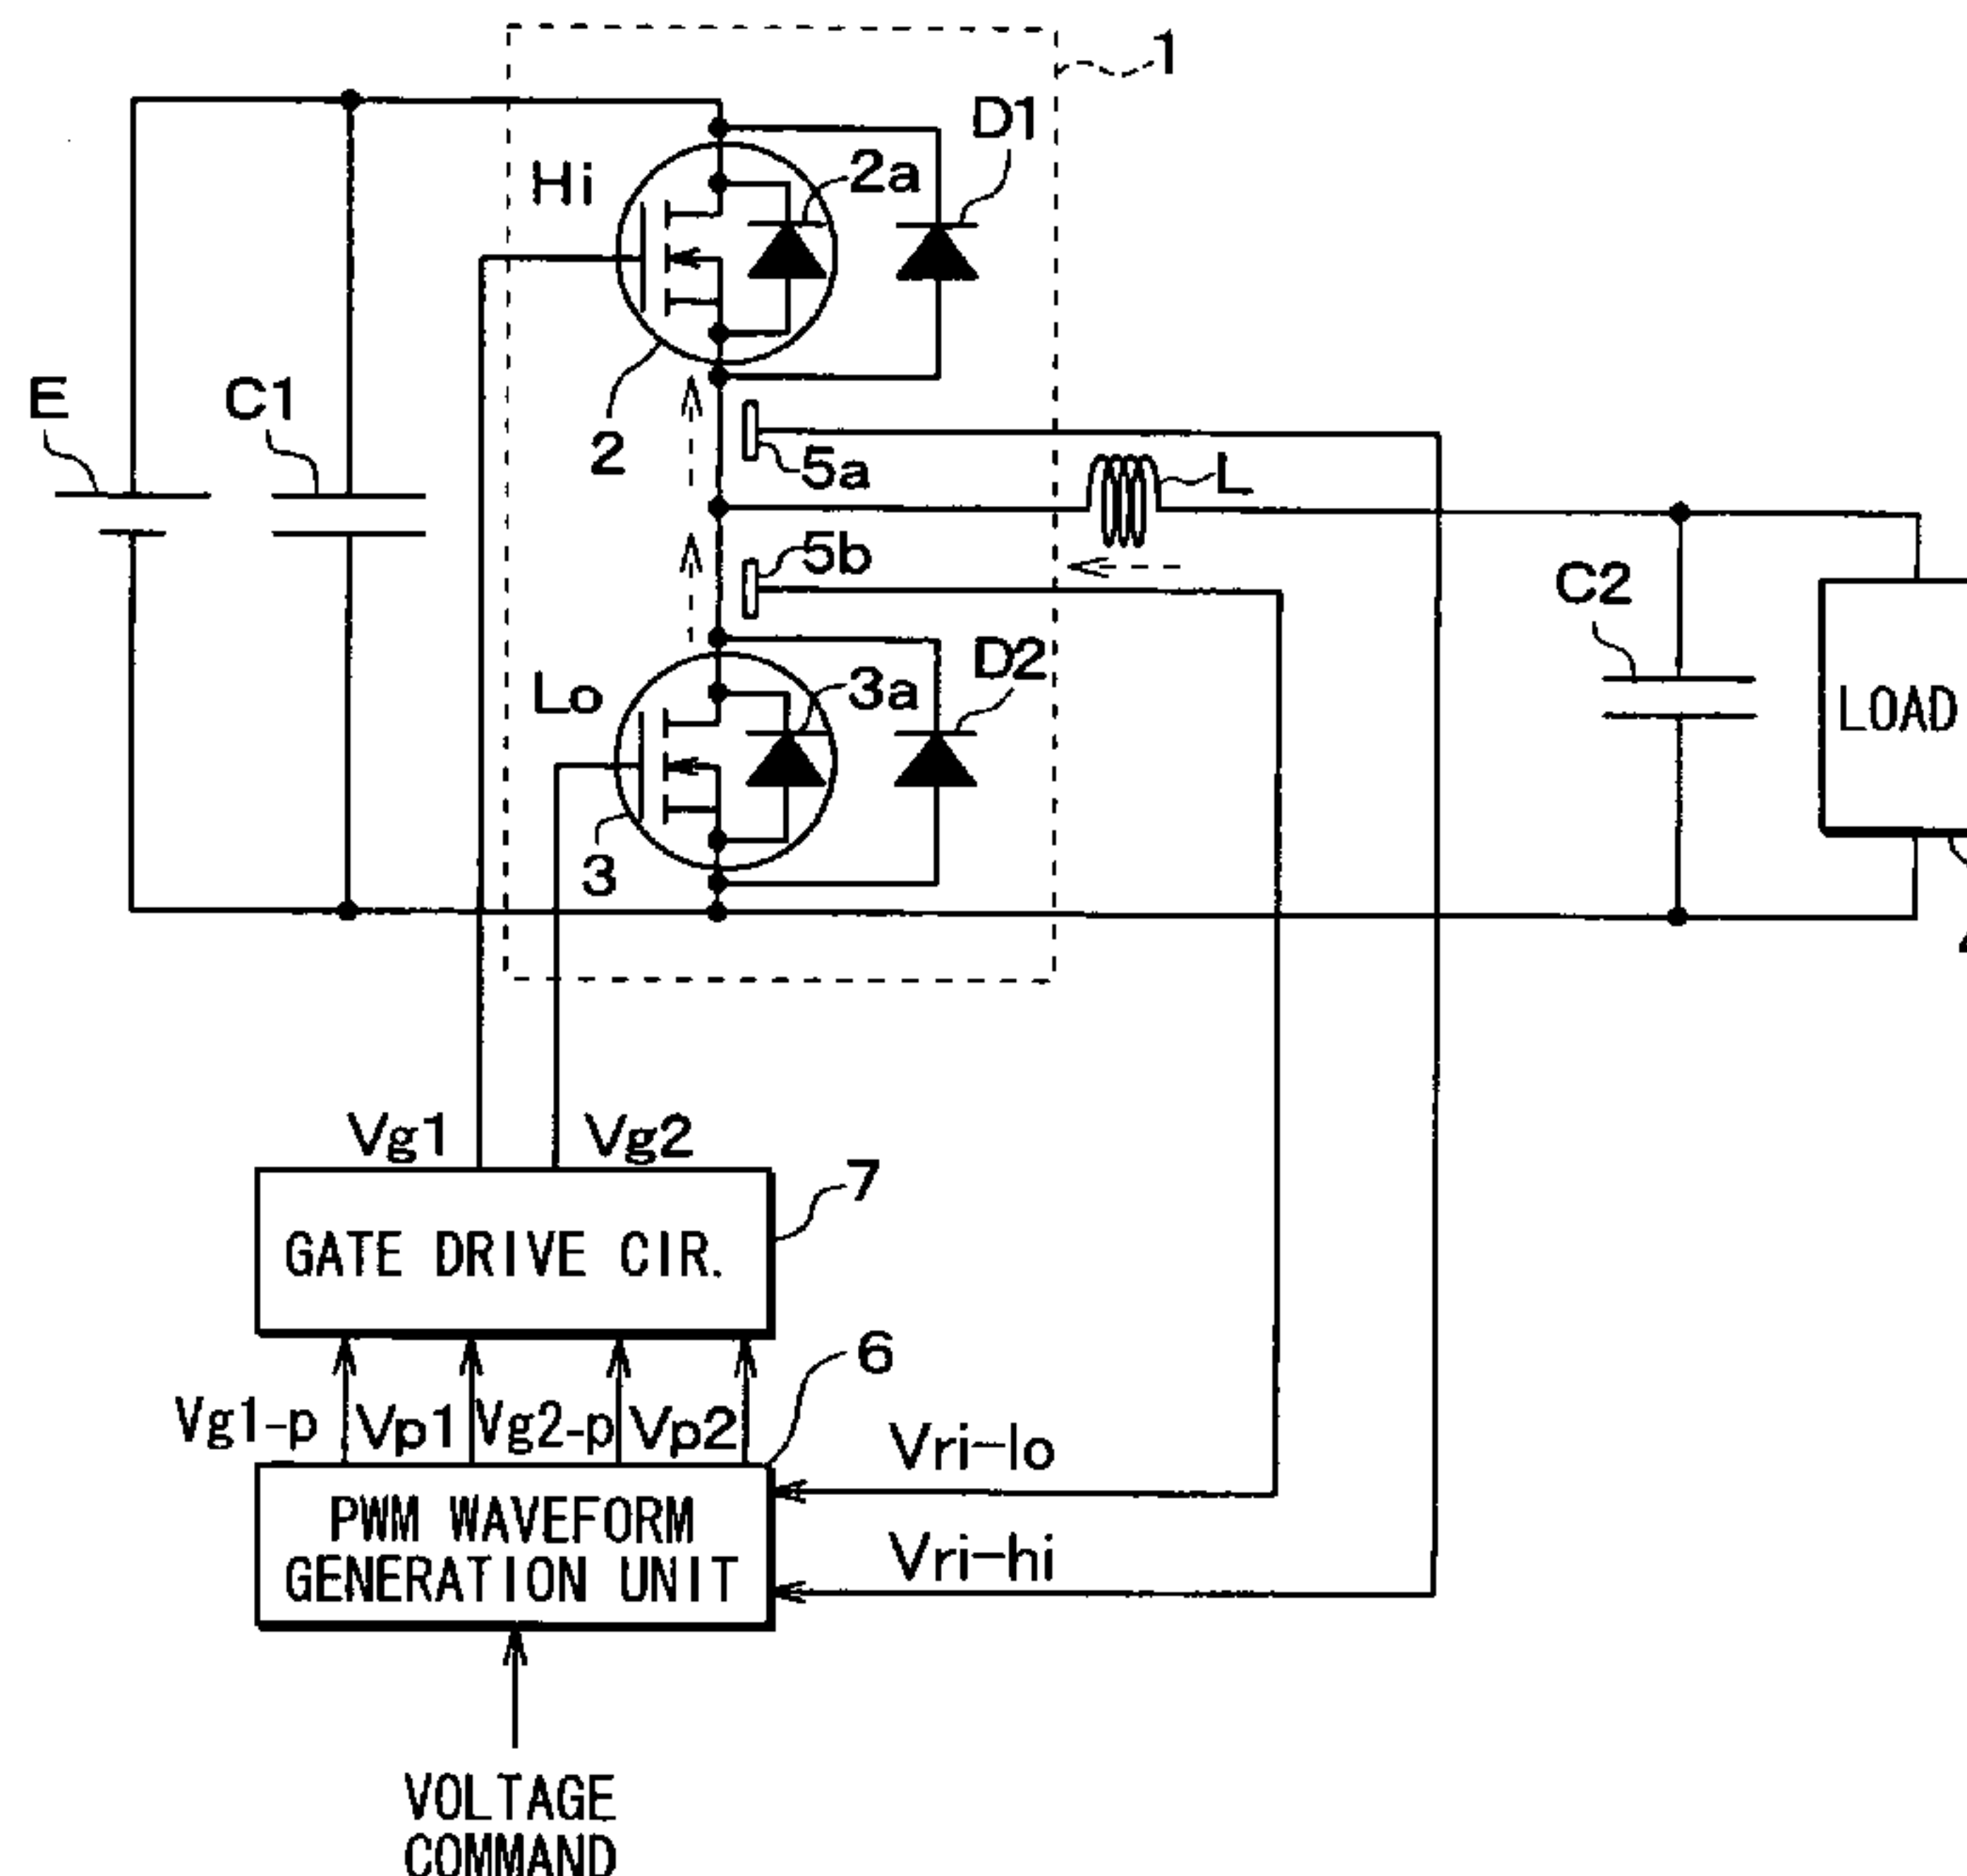 1
D1
Hi
2a
E
C1
2
5a
L
5b
C2
D2
Lo
3a
LOAD
3
Vg1
Vg2
7
GATE DRIVE CIR.
6
Vg1-p
Vp1
Vg2-p
Vp2
Vri-lo
PWM WAVEFORM
GENERATION UNIT
Vri-hi
VOLTAGE
COMMAND